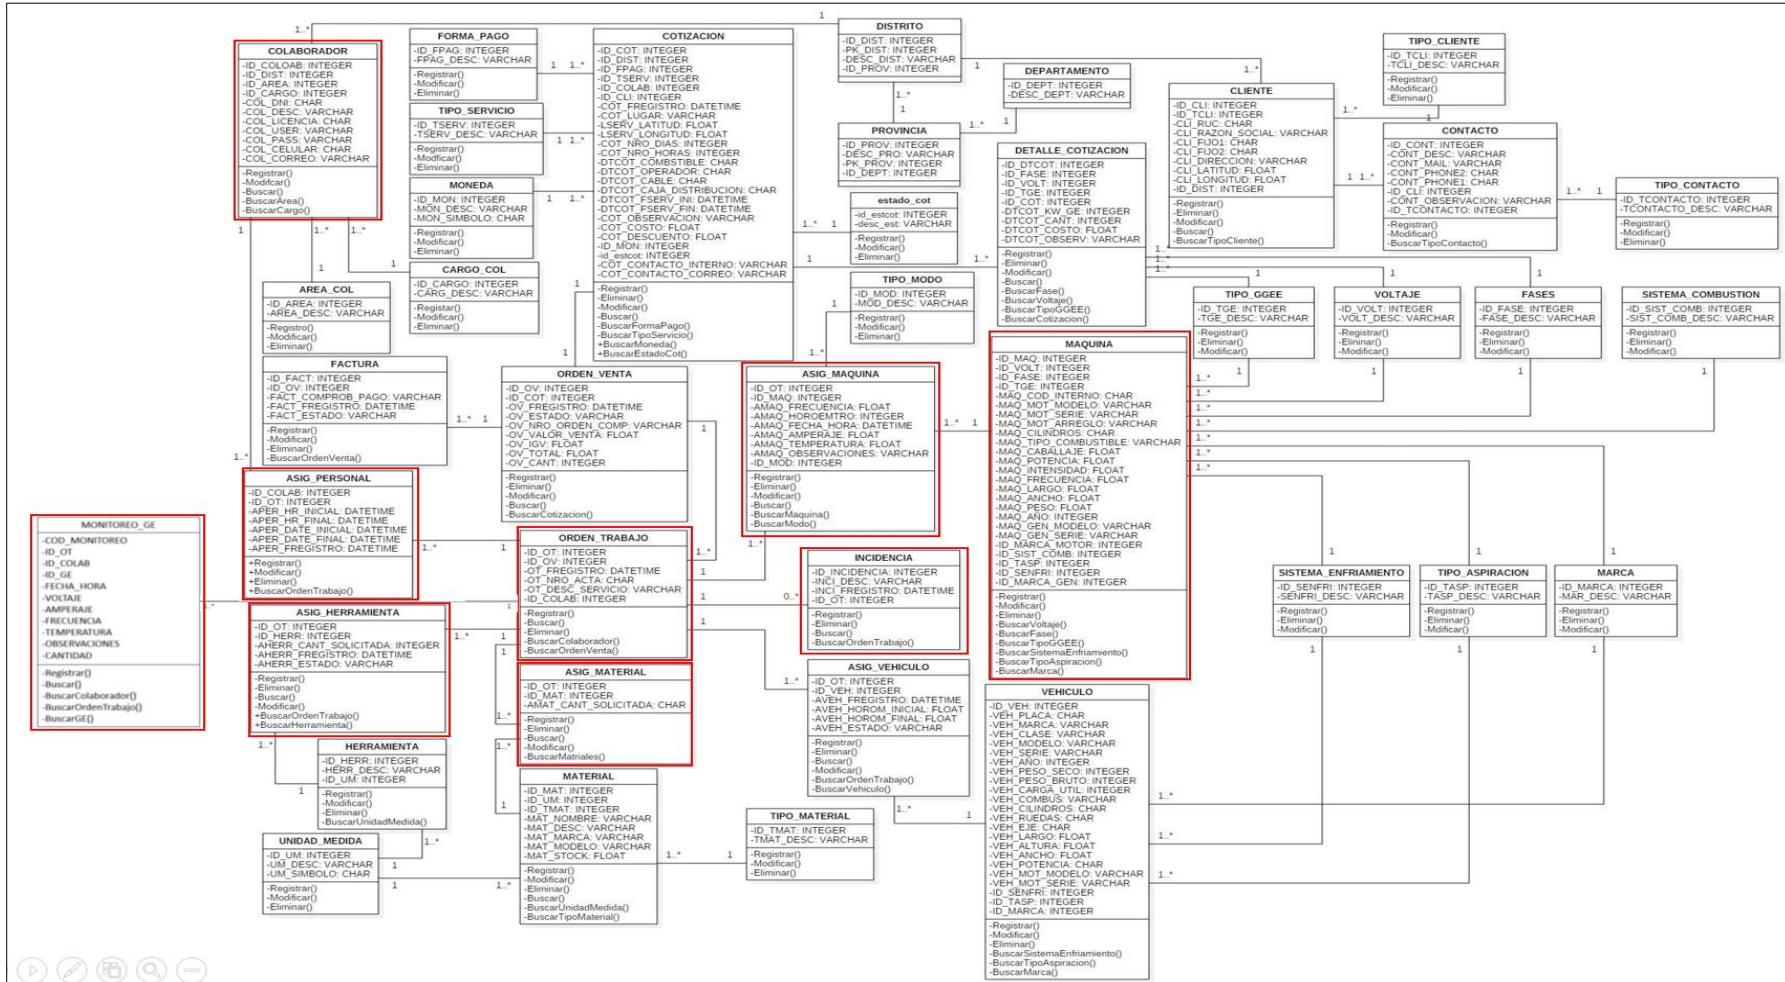 COLABORADOR
-ID_COLOAB: INTEGER
-ID_DIST: INTEGER
-ID_AREA: INTEGER
-ID_CARGO: INTEGER
-COL_DNI: CHAR
-COL_DESC: VARCHAR
-COL_LICENCIA: CHAR
-COL_USER: VARCHAR
-COL_PASS: VARCHAR
-COL_CELULAR: CHAR
-COL_CORREO: VARCHAR
-Registrar()
-Modifcar()
-Buscar()
-BuscarArea()
-BuscarCargo()
FORMA_PAGO
-ID_FPAG: INTEGER
-FPAG_DESC: VARCHAR
-Registrar()
-Modificar()
-Eliminar()
TIPO_SERVICIO
-ID_TSERV: INTEGER
-TSERV_DESC: VARCHAR
-Registrar()
-Modficar()
-Eliminar()
MONEDA
-ID_MON: INTEGER
-MON_DESC: VARCHAR
-MON_SIMBOLO: CHAR
-Registrar()
-Modificar()
-Eliminar()
CARGO_COL
-ID_CARGO: INTEGER
-CARG_DESC: VARCHAR
-Registar()
-Modificar()
-Eliminar()
AREA_COL
-ID_AREA: INTEGER
-AREA_DESC: VARCHAR
-Registro()
-Modificar()
-Eliminar()
COTIZACION
-ID_COT: INTEGER
-ID_DIST: INTEGER
-ID_FPAG: INTEGER
-ID_TSERV: INTEGER
-ID_COLAB: INTEGER
-ID_CLI: INTEGER
-COT_FREGISTRO: DATETIME
-COT_LUGAR: VARCHAR
-LSERV_LATITUD: FLOAT
-LSERV_LONGITUD: FLOAT
-COT_NRO_DIAS: INTEGER
-COT_NRO_HORAS: INTEGER
-DTCOT_COMBSTIBLE: CHAR
-DTCOT_OPERADOR: CHAR
-DTCOT_CABLE: CHAR
-DTCOT_CAJA_DISTRIBUCION: CHAR
-DTCOT_FSERV_INI: DATETIME
-DTCOT_FSERV_FIN: DATETIME
-COT_OBSERVACION: VARCHAR
-COT_COSTO: FLOAT
-COT_DESCUENTO: FLOAT
-ID_MON: INTEGER
-id_estcot: INTEGER
-COT_CONTACTO_INTERNO: VARCHAR
-COT_CONTACTO_CORREO: VARCHAR
-Registrar()
-Eliminar()
-Modificar()
-Buscar()
-BuscarFormaPago()
-BuscarTipoServicio()
+BuscarMoneda()
+BuscarEstadoCot()
DISTRITO
-ID_DIST: INTEGER
-PK_DIST: INTEGER
-DESC_DIST: VARCHAR
-ID_PROV: INTEGER
DEPARTAMENTO
-ID_DEPT: INTEGER
-DESC_DEPT: VARCHAR
PROVINCIA
-ID_PROV: INTEGER
-DESC_PRO: VARCHAR
-PK_PROV: INTEGER
-ID_DEPT: INTEGER
estado_cot
-id_estcot: INTEGER
-desc_est: VARCHAR
-Registrar()
-Modificar()
-Eliminar()
TIPO_MODO
-ID_MOD: INTEGER
-MOD_DESC: VARCHAR
-Registrar()
-Modificar()
-Eliminar()
DETALLE_COTIZACION
-ID_DTCOT: INTEGER
-ID_FASE: INTEGER
-ID_VOLT: INTEGER
-ID_TGE: INTEGER
-ID_COT: INTEGER
-DTCOT_KW_GE: INTEGER
-DTCOT_CANT: INTEGER
-DTCOT_COSTO: FLOAT
-DTCOT_OBSERV: VARCHAR
-Registrar()
-Eliminar()
-Modificar()
-Buscar()
-BuscarFase()
-BuscarVoltaje()
-BuscarTipoGGEE()
-BuscarCotizacion()
CLIENTE
-ID_CLI: INTEGER
-ID_TCLI: INTEGER
-CLI_RUC: CHAR
-CLI_RAZON_SOCIAL: VARCHAR
-CLI_FIJO1: CHAR
-CLI_FIJO2: CHAR
-CLI_DIRECCION: VARCHAR
-CLI_LATITUD: FLOAT
-CLI_LONGITUD: FLOAT
-ID_DIST: INTEGER
-Registrar()
-Eliminar()
-Modificar()
-Buscar()
-BuscarTipoCliente()
TIPO_CLIENTE
-ID_TCLI: INTEGER
-TCLI_DESC: VARCHAR
-Registrar()
-Modificar()
-Eliminar()
CONTACTO
-ID_CONT: INTEGER
-CONT_DESC: VARCHAR
-CONT_MAIL: VARCHAR
-CONT_PHONE2: CHAR
-CONT_PHONE1: CHAR
-ID_CLI: INTEGER
-CONT_OBSERVACION: VARCHAR
-ID_TCONTACTO: INTEGER
-Registrar()
-Modificar()
-BuscarTipoContacto()
TIPO_CONTACTO
-ID_TCONTACTO: INTEGER
-TCONTACTO_DESC: VARCHAR
-Registrar()
-Modificar()
-Eliminar()
TIPO_GGEE
-ID_TGE: INTEGER
-TGE_DESC: VARCHAR
-Registrar()
-Eliminar()
-Modificar()
VOLTAJE
-ID_VOLT: INTEGER
-VOLT_DESC: VARCHAR
-Registrar()
-Eliminar()
-Modificar()
FASES
-ID_FASE: INTEGER
-FASE_DESC: VARCHAR
-Registrar()
-Eliminar()
-Modificar()
SISTEMA_COMBUSTION
-ID_SIST_COMB: INTEGER
-SIST_COMB_DESC: VARCHAR
-Registrar()
-Eliminar()
-Modificar()
FACTURA
-ID_FACT: INTEGER
-ID_OV: INTEGER
-FACT_COMPROB_PAGO: VARCHAR
-FACT_FREGISTRO: DATETIME
-FACT_ESTADO: VARCHAR
-Registrar()
-Modificar()
-Eliminar()
-BuscarOrdenVenta()
ORDEN_VENTA
-ID_OV: INTEGER
-ID_COT: INTEGER
-OV_FREGISTRO: DATETIME
-OV_ESTADO: VARCHAR
-OV_NRO_ORDEN_COMP: VARCHAR
-OV_VALOR_VENTA: FLOAT
-OV_IGV: FLOAT
-OV_TOTAL: FLOAT
-OV_CANT: INTEGER
-Registrar()
-Eliminar()
-Modificar()
-Buscar()
-BuscarCotizacion()
ASIG_MAQUINA
-ID_OT: INTEGER
-ID_MAQ: INTEGER
-AMAQ_FRECUENCIA: FLOAT
-AMAQ_HOROEMTRO: INTEGER
-AMAQ_FECHA_HORA: DATETIME
-AMAQ_AMPERAJE: FLOAT
-AMAQ_TEMPERATURA: FLOAT
-AMAQ_OBSERVACIONES: VARCHAR
-ID_MOD: INTEGER
-Registrar()
-Eliminar()
-Modificar()
-Buscar()
-BuscarMaquina()
-BuscarModo()
MAQUINA
-ID_MAQ: INTEGER
-ID_VOLT: INTEGER
-ID_FASE: INTEGER
-ID_TGE: INTEGER
-MAQ_COD_INTERNO: CHAR
-MAQ_MOT_MODELO: VARCHAR
-MAQ_MOT_SERIE: VARCHAR
-MAQ_MOT_ARREGLO: VARCHAR
-MAQ_CILINDROS: CHAR
-MAQ_TIPO_COMBUSTIBLE: VARCHAR
-MAQ_CABALLAJE: FLOAT
-MAQ_POTENCIA: FLOAT
-MAQ_INTENSIDAD: FLOAT
-MAQ_FRECUENCIA: FLOAT
-MAQ_LARGO: FLOAT
-MAQ_ANCHO: FLOAT
-MAQ_PESO: FLOAT
-MAQ_AÑO: INTEGER
-MAQ_GEN_MODELO: VARCHAR
-MAQ_GEN_SERIE: VARCHAR
-ID_MARCA_MOTOR: INTEGER
-ID_SIST_COMB: INTEGER
-ID_TASP: INTEGER
-ID_SENFRI: INTEGER
-ID_MARCA_GEN: INTEGER
-Registrar()
-Modificar()
-Eliminar()
-BuscarVoltaje()
-BuscarFase()
-BuscarTipoGGEE()
-BuscarSistemaEnfriamiento()
-BuscarTipoAspiracion()
-BuscarMarca()
ASIG_PERSONAL
-ID_COLAB: INTEGER
-ID_OT: INTEGER
-APER_HR_INICIAL: DATETIME
-APER_HR_FINAL: DATETIME
-APER_DATE_INICIAL: DATETIME
-APER_DATE_FINAL: DATETIME
-APER_FREGISTRO: DATETIME
+Registrar()
+Modificar()
+Eliminar()
+BuscarOrdenTrabajo()
MONITOREO_GE
-COD_MONITOREO
-ID_OT
-ID_COLAB
-ID_GE
-FECHA_HORA
-VOLTAJE
-AMPERAJE
-FRECUENCIA
-TEMPERATURA
-OBSERVACIONES
-CANTIDAD
-Registrar()
-Buscar()
-BuscarColaborador()
-BuscarOrdenTrabajo()
-BuscarGE()
ORDEN_TRABAJO
-ID_OT: INTEGER
-ID_OV: INTEGER
-OT_FREGISTRO: DATETIME
-OT_NRO_ACTA: CHAR
-OT_DESC_SERVICIO: VARCHAR
-ID_COLAB: INTEGER
-Registrar()
-Buscar()
-Eliminar()
-BuscarColaborador()
-BuscarOrdenVenta()
INCIDENCIA
-ID_INCIDENCIA: INTEGER
-INCI_DESC: VARCHAR
-INCI_FREGISTRO: DATETIME
-ID_OT: INTEGER
-Registrar()
-Eliminar()
-Buscar()
-BuscarOrdenTrabajo()
ASIG_HERRAMIENTA
-ID_OT: INTEGER
-ID_HERR: INTEGER
-AHERR_CANT_SOLICITADA: INTEGER
-AHERR_FREGISTRO: DATETIME
-AHERR_ESTADO: VARCHAR
-Registrar()
-Eliminar()
-Buscar()
-Modificar()
+BuscarOrdenTrabajo()
+BuscarHerramienta()
ASIG_MATERIAL
-ID_OT: INTEGER
-ID_MAT: INTEGER
-AMAT_CANT_SOLICITADA: CHAR
-Registrar()
-Eliminar()
-Buscar()
-Modificar()
-BuscarMatriales()
ASIG_VEHICULO
-ID_OT: INTEGER
-ID_VEH: INTEGER
-AVEH_FREGISTRO: DATETIME
-AVEH_HOROM_INICIAL: FLOAT
-AVEH_HOROM_FINAL: FLOAT
-AVEH_ESTADO: VARCHAR
-Registrar()
-Eliminar()
-Buscar()
-Modificar()
-BuscarOrdenTrabajo()
-BuscarVehiculo()
SISTEMA_ENFRIAMIENTO
-ID_SENFRI: INTEGER
-SENFRI_DESC: VARCHAR
-Registrar()
-Eliminar()
-Modificar()
TIPO_ASPIRACION
-ID_TASP: INTEGER
-TASP_DESC: VARCHAR
-Registrar()
-Eliminar()
-Mdificar()
MARCA
-ID_MARCA: INTEGER
-MAR_DESC: VARCHAR
-Registrar()
-Eliminar()
-Modificar()
HERRAMIENTA
-ID_HERR: INTEGER
-HERR_DESC: VARCHAR
-ID_UM: INTEGER
-Registrar()
-Modificar()
-Eliminar()
-BuscarUnidadMedida()
UNIDAD_MEDIDA
-ID_UM: INTEGER
-UM_DESC: VARCHAR
-UM_SIMBOLO: CHAR
-Registrar()
-Modificar()
-Eliminar()
MATERIAL
-ID_MAT: INTEGER
-ID_UM: INTEGER
-ID_TMAT: INTEGER
-MAT_NOMBRE: VARCHAR
-MAT_DESC: VARCHAR
-MAT_MARCA: VARCHAR
-MAT_MODELO: VARCHAR
-MAT_STOCK: FLOAT
-Registrar()
-Modificar()
-Eliminar()
-Buscar()
-BuscarUnidadMedida()
-BuscarTipoMaterial()
TIPO_MATERIAL
-ID_TMAT: INTEGER
-TMAT_DESC: VARCHAR
-Registrar()
-Modificar()
-Eliminar()
VEHICULO
-ID_VEH: INTEGER
-VEH_PLACA: CHAR
-VEH_MARCA: VARCHAR
-VEH_CLASE: VARCHAR
-VEH_MODELO: VARCHAR
-VEH_SERIE: VARCHAR
-VEH_AÑO: INTEGER
-VEH_PESO_SECO: INTEGER
-VEH_PESO_BRUTO: INTEGER
-VEH_CARGA_UTIL: INTEGER
-VEH_COMBUS: VARCHAR
-VEH_CILINDROS: CHAR
-VEH_RUEDAS: CHAR
-VEH_EJE: CHAR
-VEH_LARGO: FLOAT
-VEH_ALTURA: FLOAT
-VEH_ANCHO: FLOAT
-VEH_POTENCIA: CHAR
-VEH_MOT_MODELO: VARCHAR
-VEH_MOT_SERIE: VARCHAR
-ID_SENFRI: INTEGER
-ID_TASP: INTEGER
-ID_MARCA: INTEGER
-Registrar()
-Modificar()
-Eliminar()
-BuscarSistemaEnfriamiento()
-BuscarTipoAspiracion()
-BuscarMarca()